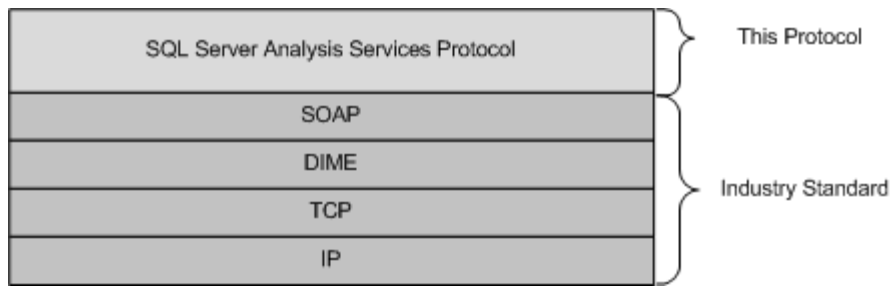 SQL Server Analysis Services Protocol
This Protocol
SOAP
DIME
TCP
IP
Industry Standard